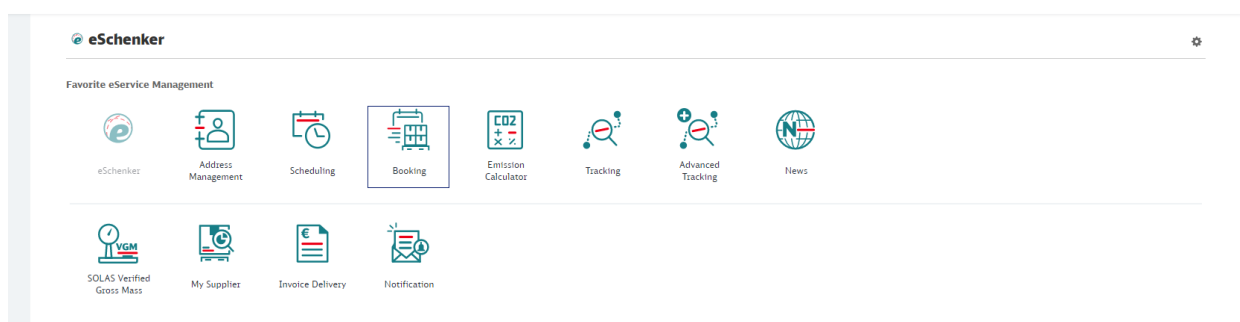 eSchenker
Favorite eService Management
CO2
N
eSchenker
Address
Management
Scheduling
Booking
Emission
Calculator
Tracking
Advanced
Tracking
News
VGM
€
SOLAS Verified
Gross Mass
My Supplier
Invoice Delivery
Notification